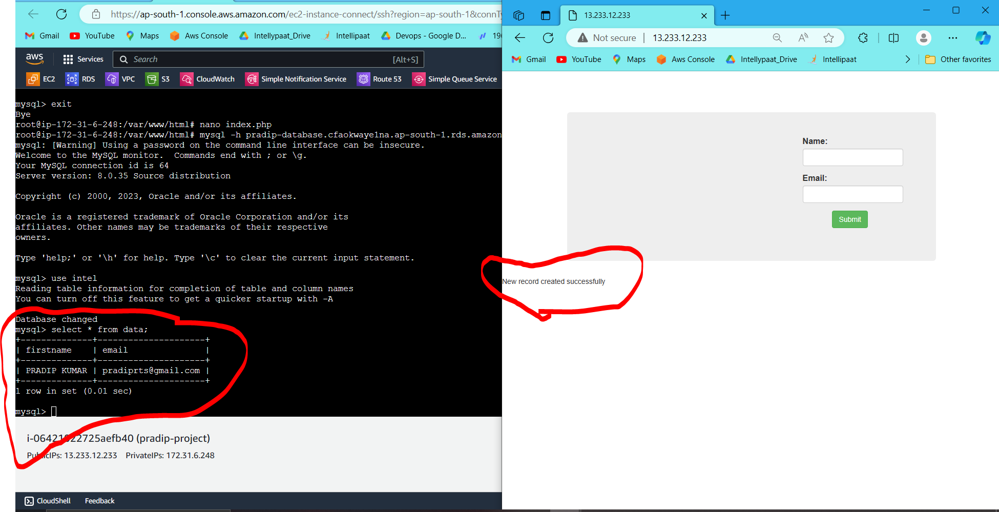 https://ap-south-1.console.aws.amazon.com/ec2-instance-connect/ssh?region=ap-south-1&connTy
Gmail YouTube Maps Aws Console Intellypaat_Drive Intellipaat Devops - Google D... 19
aws Services Search [Alt+S]
EC2 RDS VPC S3 CloudWatch Simple Notification Service Route 53 Simple Queue Service
mysql> exit
Bye
root@ip-172-31-6-248:/var/www/html# nano index.php
root@ip-172-31-6-248:/var/www/html# mysql -h pradip-database.cfaokwaye1na.ap-south-1.rds.amazon
mysql: [Warning] Using a password on the command line interface can be insecure.
Welcome to the MySQL monitor.  Commands end with ; or \g.
Your MySQL connection id is 64
Server version: 8.0.35 Source distribution
Copyright (c) 2000, 2023, Oracle and/or its affiliates.
Oracle is a registered trademark of Oracle Corporation and/or its
affiliates. Other names may be trademarks of their respective
owners.
Type 'help;' or '\h' for help. Type '\c' to clear the current input statement.
mysql> use intel
Reading table information for completion of table and column names
You can turn off this feature to get a quicker startup with -A
Database changed
mysql> select * from data;
+--------------+---------------------+
| firstname    | email               |
+--------------+---------------------+
| PRADIP KUMAR | pradiprts@gmail.com |
+--------------+---------------------+
1 row in set (0.01 sec)
mysql>
(pradip-project)
PublicIPs: 13.233.12.233 PrivateIPs: 172.31.6.248
CloudShell Feedback
13.233.12.233
Not secure 13.233.12.233
Gmail YouTube Maps Aws Console Intellypaat_Drive Intellipaat Other favorites
Name:
Email:
Submit
New record created successfully